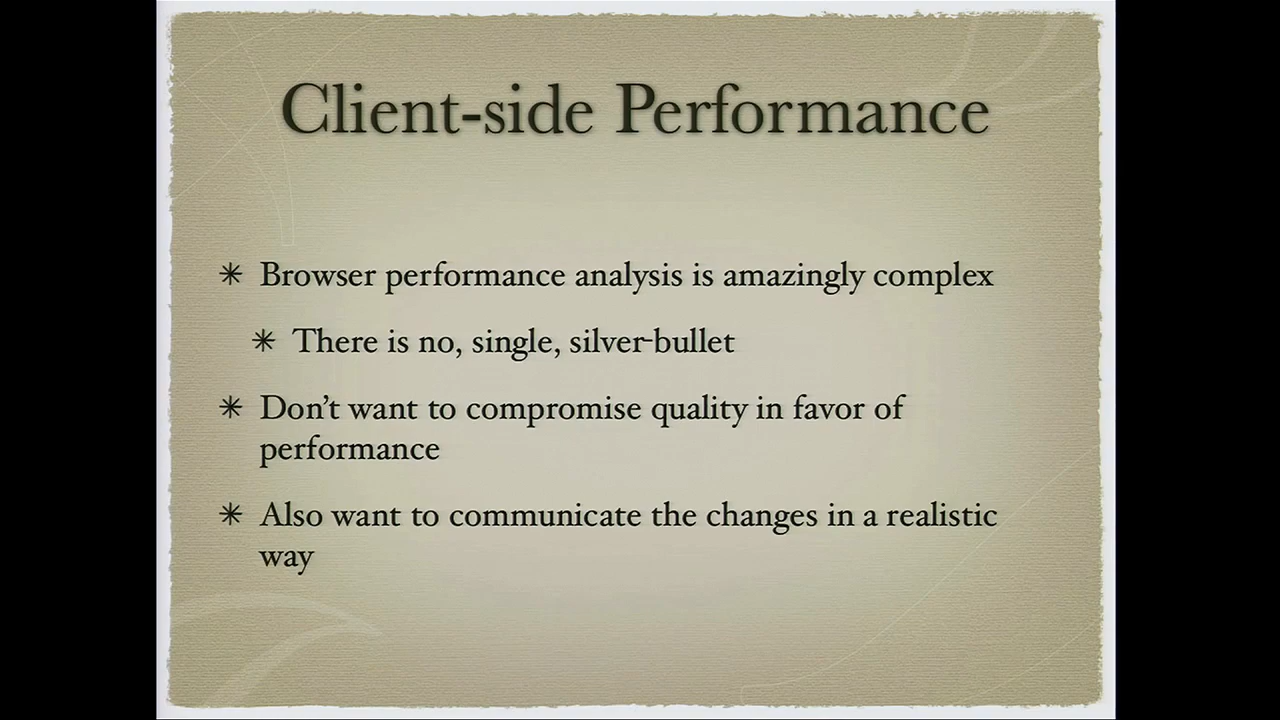 Client-side Performance
✳ Browser performance analysis is amazingly complex
✳ There is no, single, silver-bullet
✳ Don't want to compromise quality in favor of
performance
✳ Also want to communicate the changes in a realistic
way